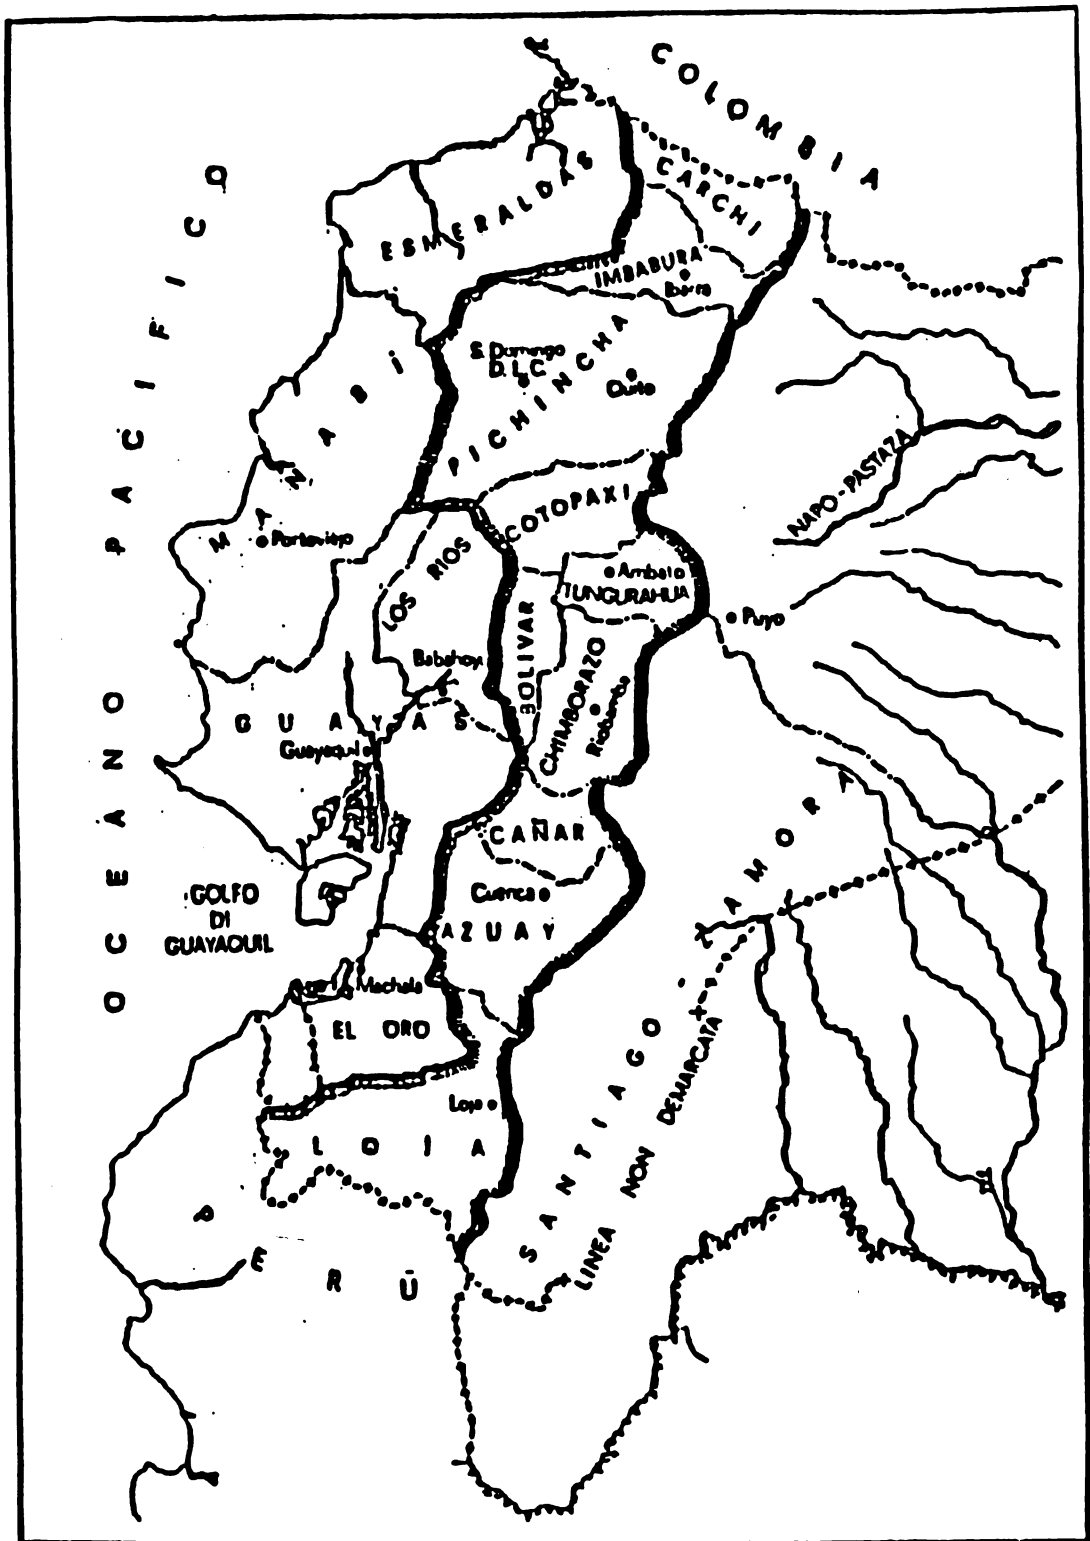 COLOMBIA
OCEANO PACIFICO
ESMERALDAS
CARCHI
IMBABURA
Ibarra
S. Domingo
D. L. C.
PICHINCHA
Quito
MANABI
Portoviejo
COTOPAXI
NAPO-PASTAZA
LOS RIOS
Ambato
TUNGURAHUA
Puyo
BOLIVAR
Babahoyo
CHIMBORAZO
Riobamba
GUAYAS
Guayaquil
CAÑAR
Cuenca
AZUAY
GOLFO
DI
GUAYAQUIL
Machala
EL ORO
Loja
LOJA
SANTIAGO
ZAMORA
LINEA NON DEMARCATA
PERÚ